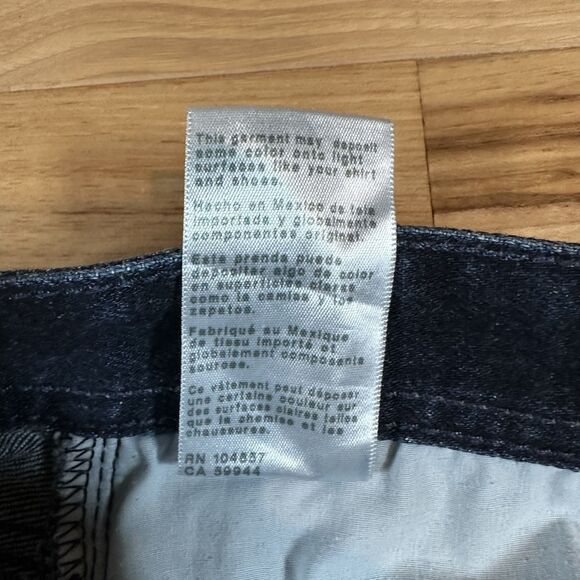 This garment may deposit
some color onto light
surfaces like your shirt
and shoes.
Hecho en Mexico de tela
importada y globalmente
componentes original.
Esta prenda puede
depositar algo de color
en superficies claras
como la camisa y los
zapatos.
Fabriqué au Mexique
de tissu importé et
globalement components
sources.
Ce vêtement peut déposer
une certaine couleur sur
des surfaces claires telles
que la chemise et les
chaussures.
RN 104857
CA 59944